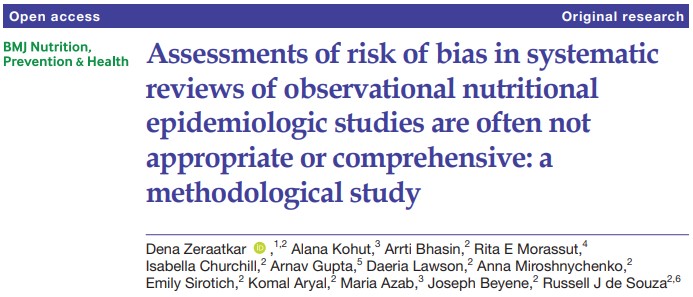 Open access
Original research
BMJ Nutrition,
Prevention & Health
Assessments of risk of bias in systematic
reviews of observational nutritional
epidemiologic studies are often not
appropriate or comprehensive: a
methodological study
Dena Zeraatkar iD ,1,2 Alana Kohut,3 Arrti Bhasin,2 Rita E Morassut,4
Isabella Churchill,2 Arnav Gupta,5 Daeria Lawson,2 Anna Miroshnychenko,2
Emily Sirotich,2 Komal Aryal,2 Maria Azab,3 Joseph Beyene,2 Russell J de Souza2,6